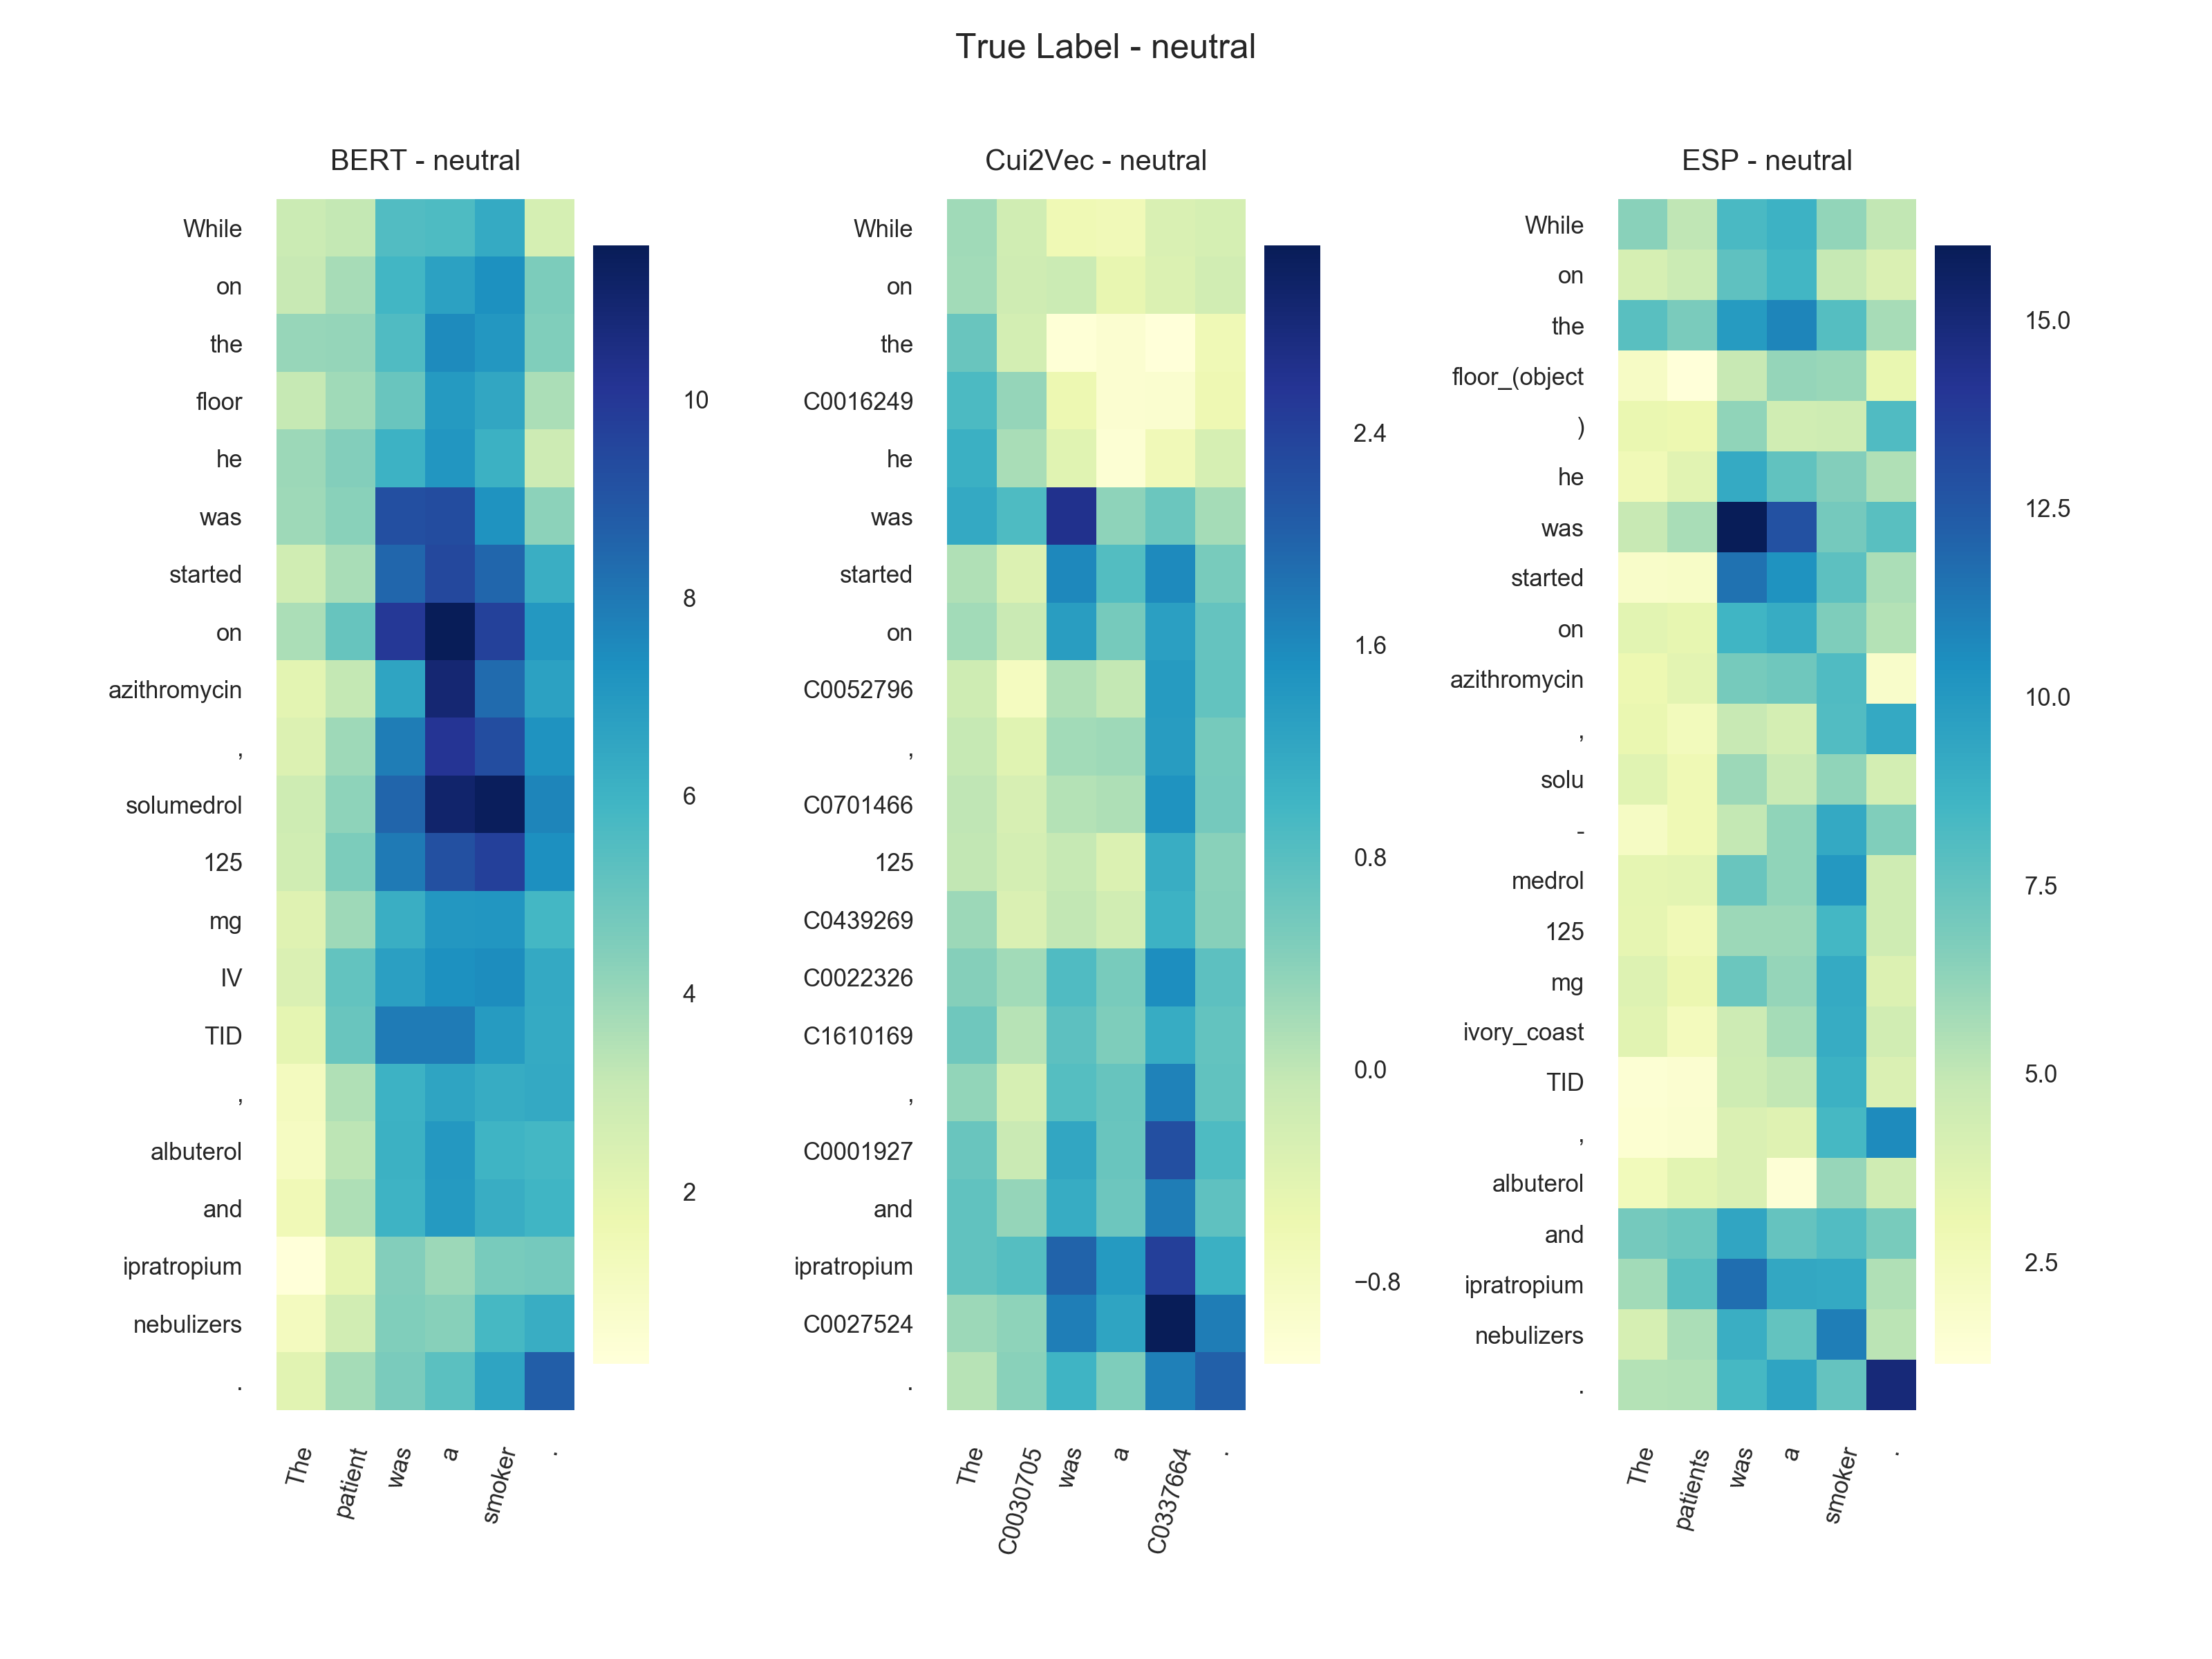 True Label - neutral
BERT - neutral
While
on
the
floor
he
was
started
on
azithromycin
,
solumedrol
125
mg
IV
TID
,
albuterol
and
ipratropium
nebulizers
.
The
patient
was
a
smoker
.
10
8
6
4
2
Cui2Vec - neutral
While
on
the
C0016249
he
was
started
on
C0052796
,
C0701466
125
C0439269
C0022326
C1610169
,
C0001927
and
ipratropium
C0027524
.
The
C0030705
was
a
C0337664
.
2.4
1.6
0.8
0.0
−0.8
ESP - neutral
While
on
the
floor_(object
)
he
was
started
on
azithromycin
,
solu
-
medrol
125
mg
ivory_coast
TID
,
albuterol
and
ipratropium
nebulizers
.
The
patients
was
a
smoker
.
15.0
12.5
10.0
7.5
5.0
2.5